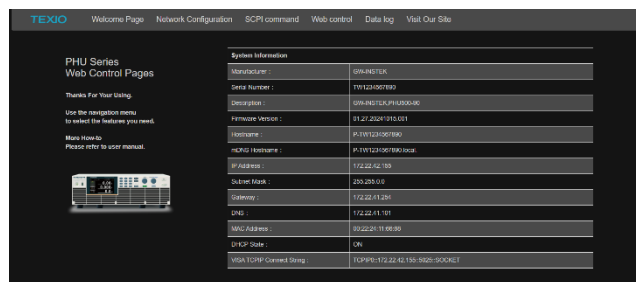 TEXIO Welcome Page Network Configuration SCPI command Web control Data log Visit Our Site
PHU Series
Web Control Pages
Thanks For Your Using.
Use the navigation menu
to select the features you need.
More How-to
Please refer to user manual.
System Information
Manufacturer : GW-INSTEK
Serial Number : TW1234567890
Description : GW-INSTEK,PHU500-90
Firmware Version : 01.27.20241015.001
Hostname : P-TW1234567890
mDNS Hostname : P-TW1234567890.local.
IP Address : 172.22.42.155
Subnet Mask : 255.255.0.0
Gateway : 172.22.41.254
DNS : 172.22.41.101
MAC Address :
DHCP State : ON
VISA TCPIP Connect String : TCPIP0::172.22.42.155::5025::SOCKET